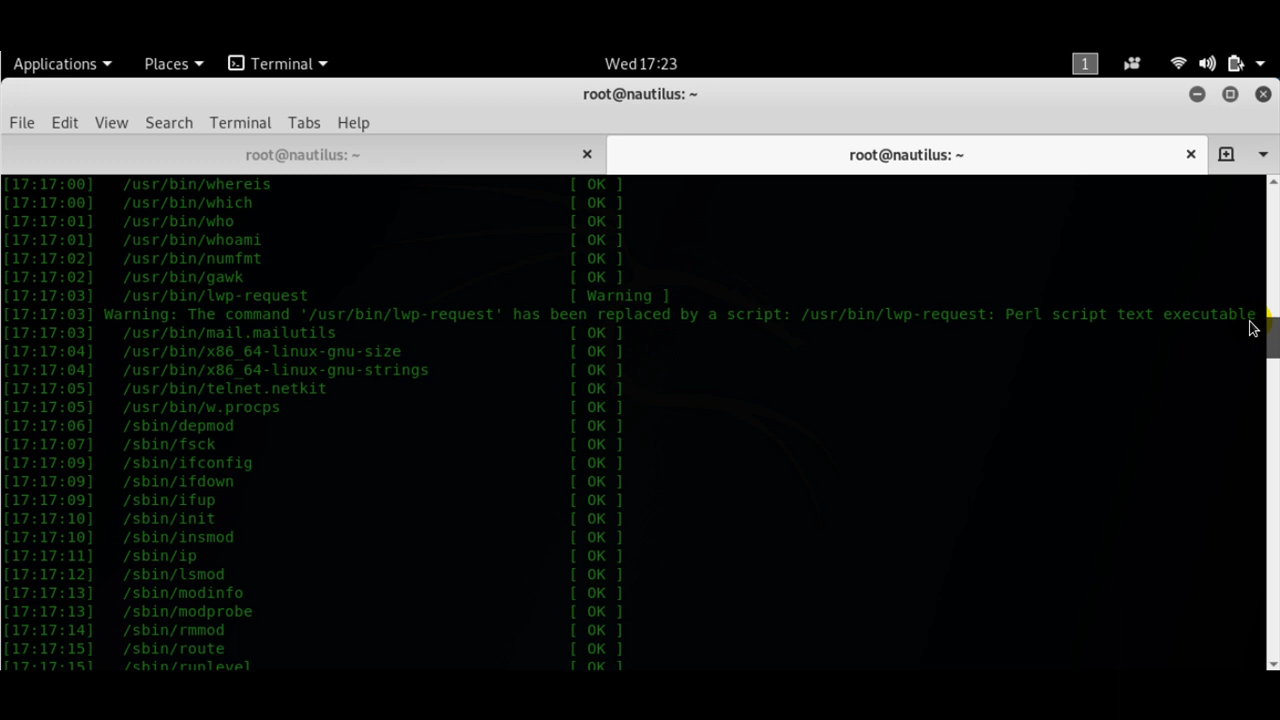 Applications Places Terminal Wed 17:23 1
root@nautilus: ~
File Edit View Search Terminal Tabs Help
root@nautilus: ~ root@nautilus: ~
[17:17:00] /usr/bin/whereis [ OK ]
[17:17:00] /usr/bin/which [ OK ]
[17:17:01] /usr/bin/who [ OK ]
[17:17:01] /usr/bin/whoami [ OK ]
[17:17:02] /usr/bin/numfmt [ OK ]
[17:17:02] /usr/bin/gawk [ OK ]
[17:17:03] /usr/bin/lwp-request [ Warning ]
[17:17:03] Warning: The command '/usr/bin/lwp-request' has been replaced by a script: /usr/bin/lwp-request: Perl script text executable
[17:17:03] /usr/bin/mail.mailutils [ OK ]
[17:17:04] /usr/bin/x86_64-linux-gnu-size [ OK ]
[17:17:04] /usr/bin/x86_64-linux-gnu-strings [ OK ]
[17:17:05] /usr/bin/telnet.netkit [ OK ]
[17:17:05] /usr/bin/w.procps [ OK ]
[17:17:06] /sbin/depmod [ OK ]
[17:17:07] /sbin/fsck [ OK ]
[17:17:09] /sbin/ifconfig [ OK ]
[17:17:09] /sbin/ifdown [ OK ]
[17:17:09] /sbin/ifup [ OK ]
[17:17:10] /sbin/init [ OK ]
[17:17:10] /sbin/insmod [ OK ]
[17:17:11] /sbin/ip [ OK ]
[17:17:12] /sbin/lsmod [ OK ]
[17:17:13] /sbin/modinfo [ OK ]
[17:17:13] /sbin/modprobe [ OK ]
[17:17:14] /sbin/rmmod [ OK ]
[17:17:15] /sbin/route [ OK ]
[17:17:15] /sbin/runlevel [ OK ]